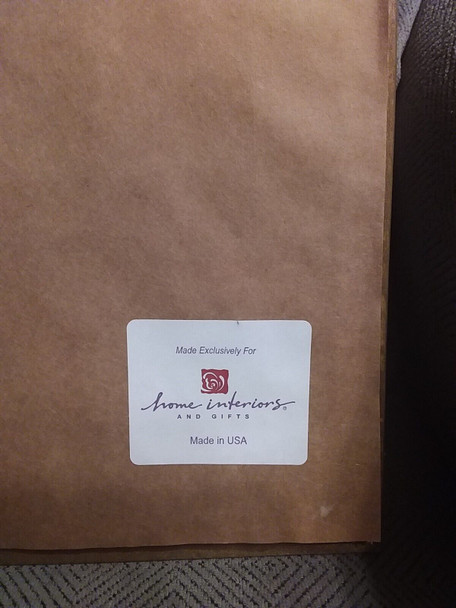 Made Exclusively For
home interiors®
AND GIFTS
Made in USA